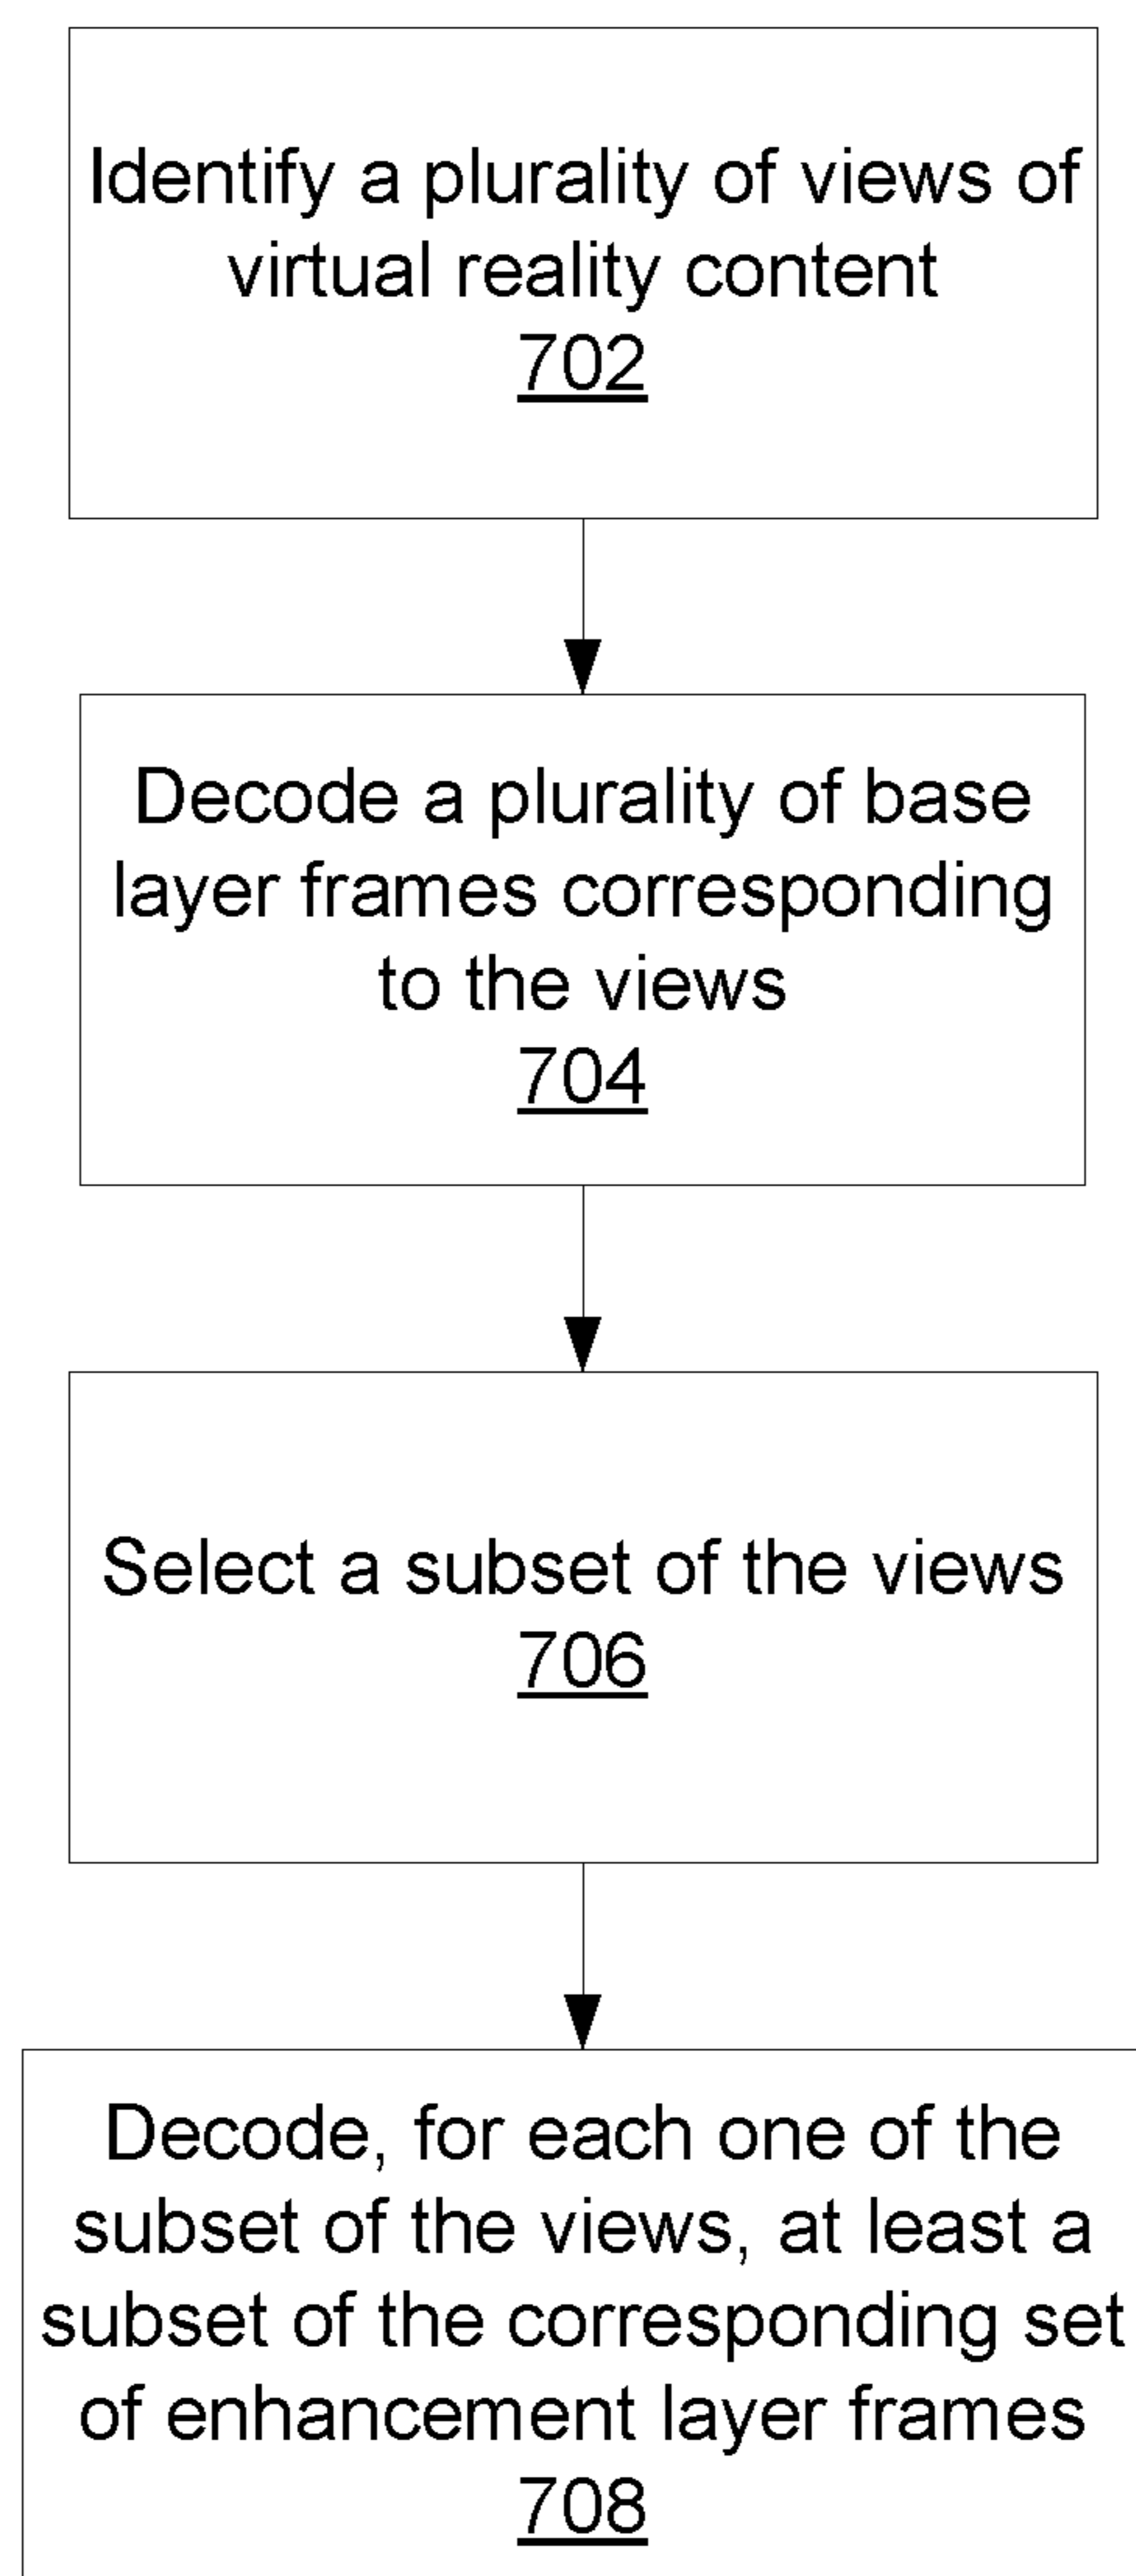 Identify a plurality of views of
virtual reality content
702
Decode a plurality of base
layer frames corresponding
to the views
704
Select a subset of the views
706
Decode, for each one of the
subset of the views, at least a
subset of the corresponding set
of enhancement layer frames
708